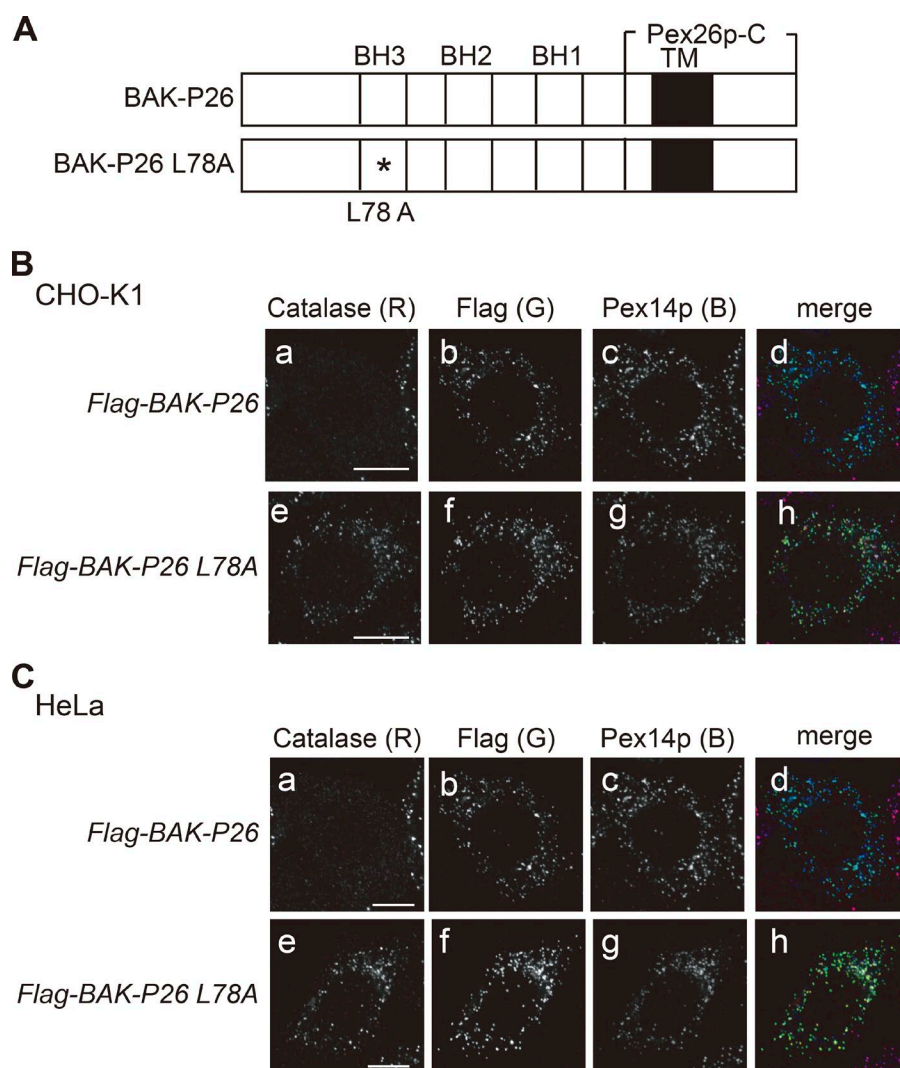 A
Pex26p-C
BH3 BH2 BH1 TM
BAK-P26
BAK-P26 L78A *
L78 A
B
CHO-K1
Catalase (R) Flag (G) Pex14p (B) merge
Flag-BAK-P26 a b c d
Flag-BAK-P26 L78A e f g h
C
HeLa
Catalase (R) Flag (G) Pex14p (B) merge
Flag-BAK-P26 a b c d
Flag-BAK-P26 L78A e f g h